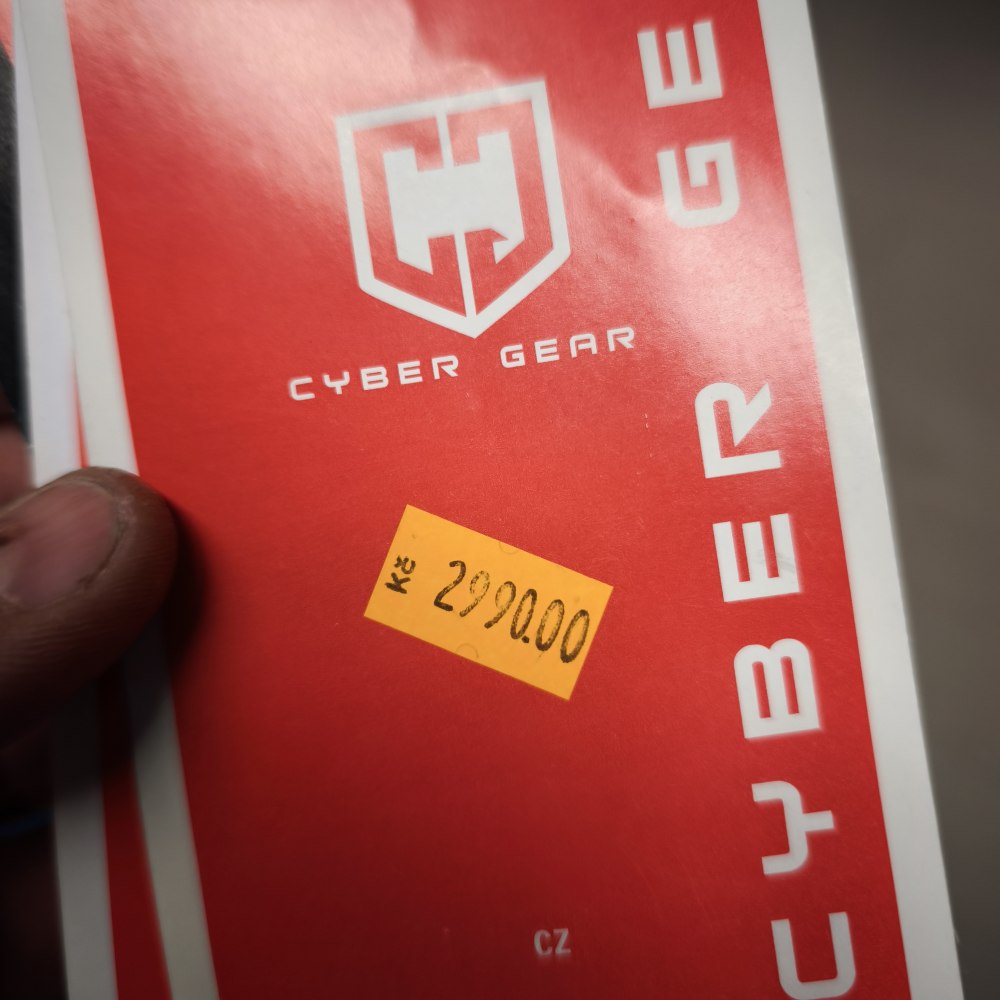 CYBER GEAR
Kč 2990.00
CZ
CYBER GE